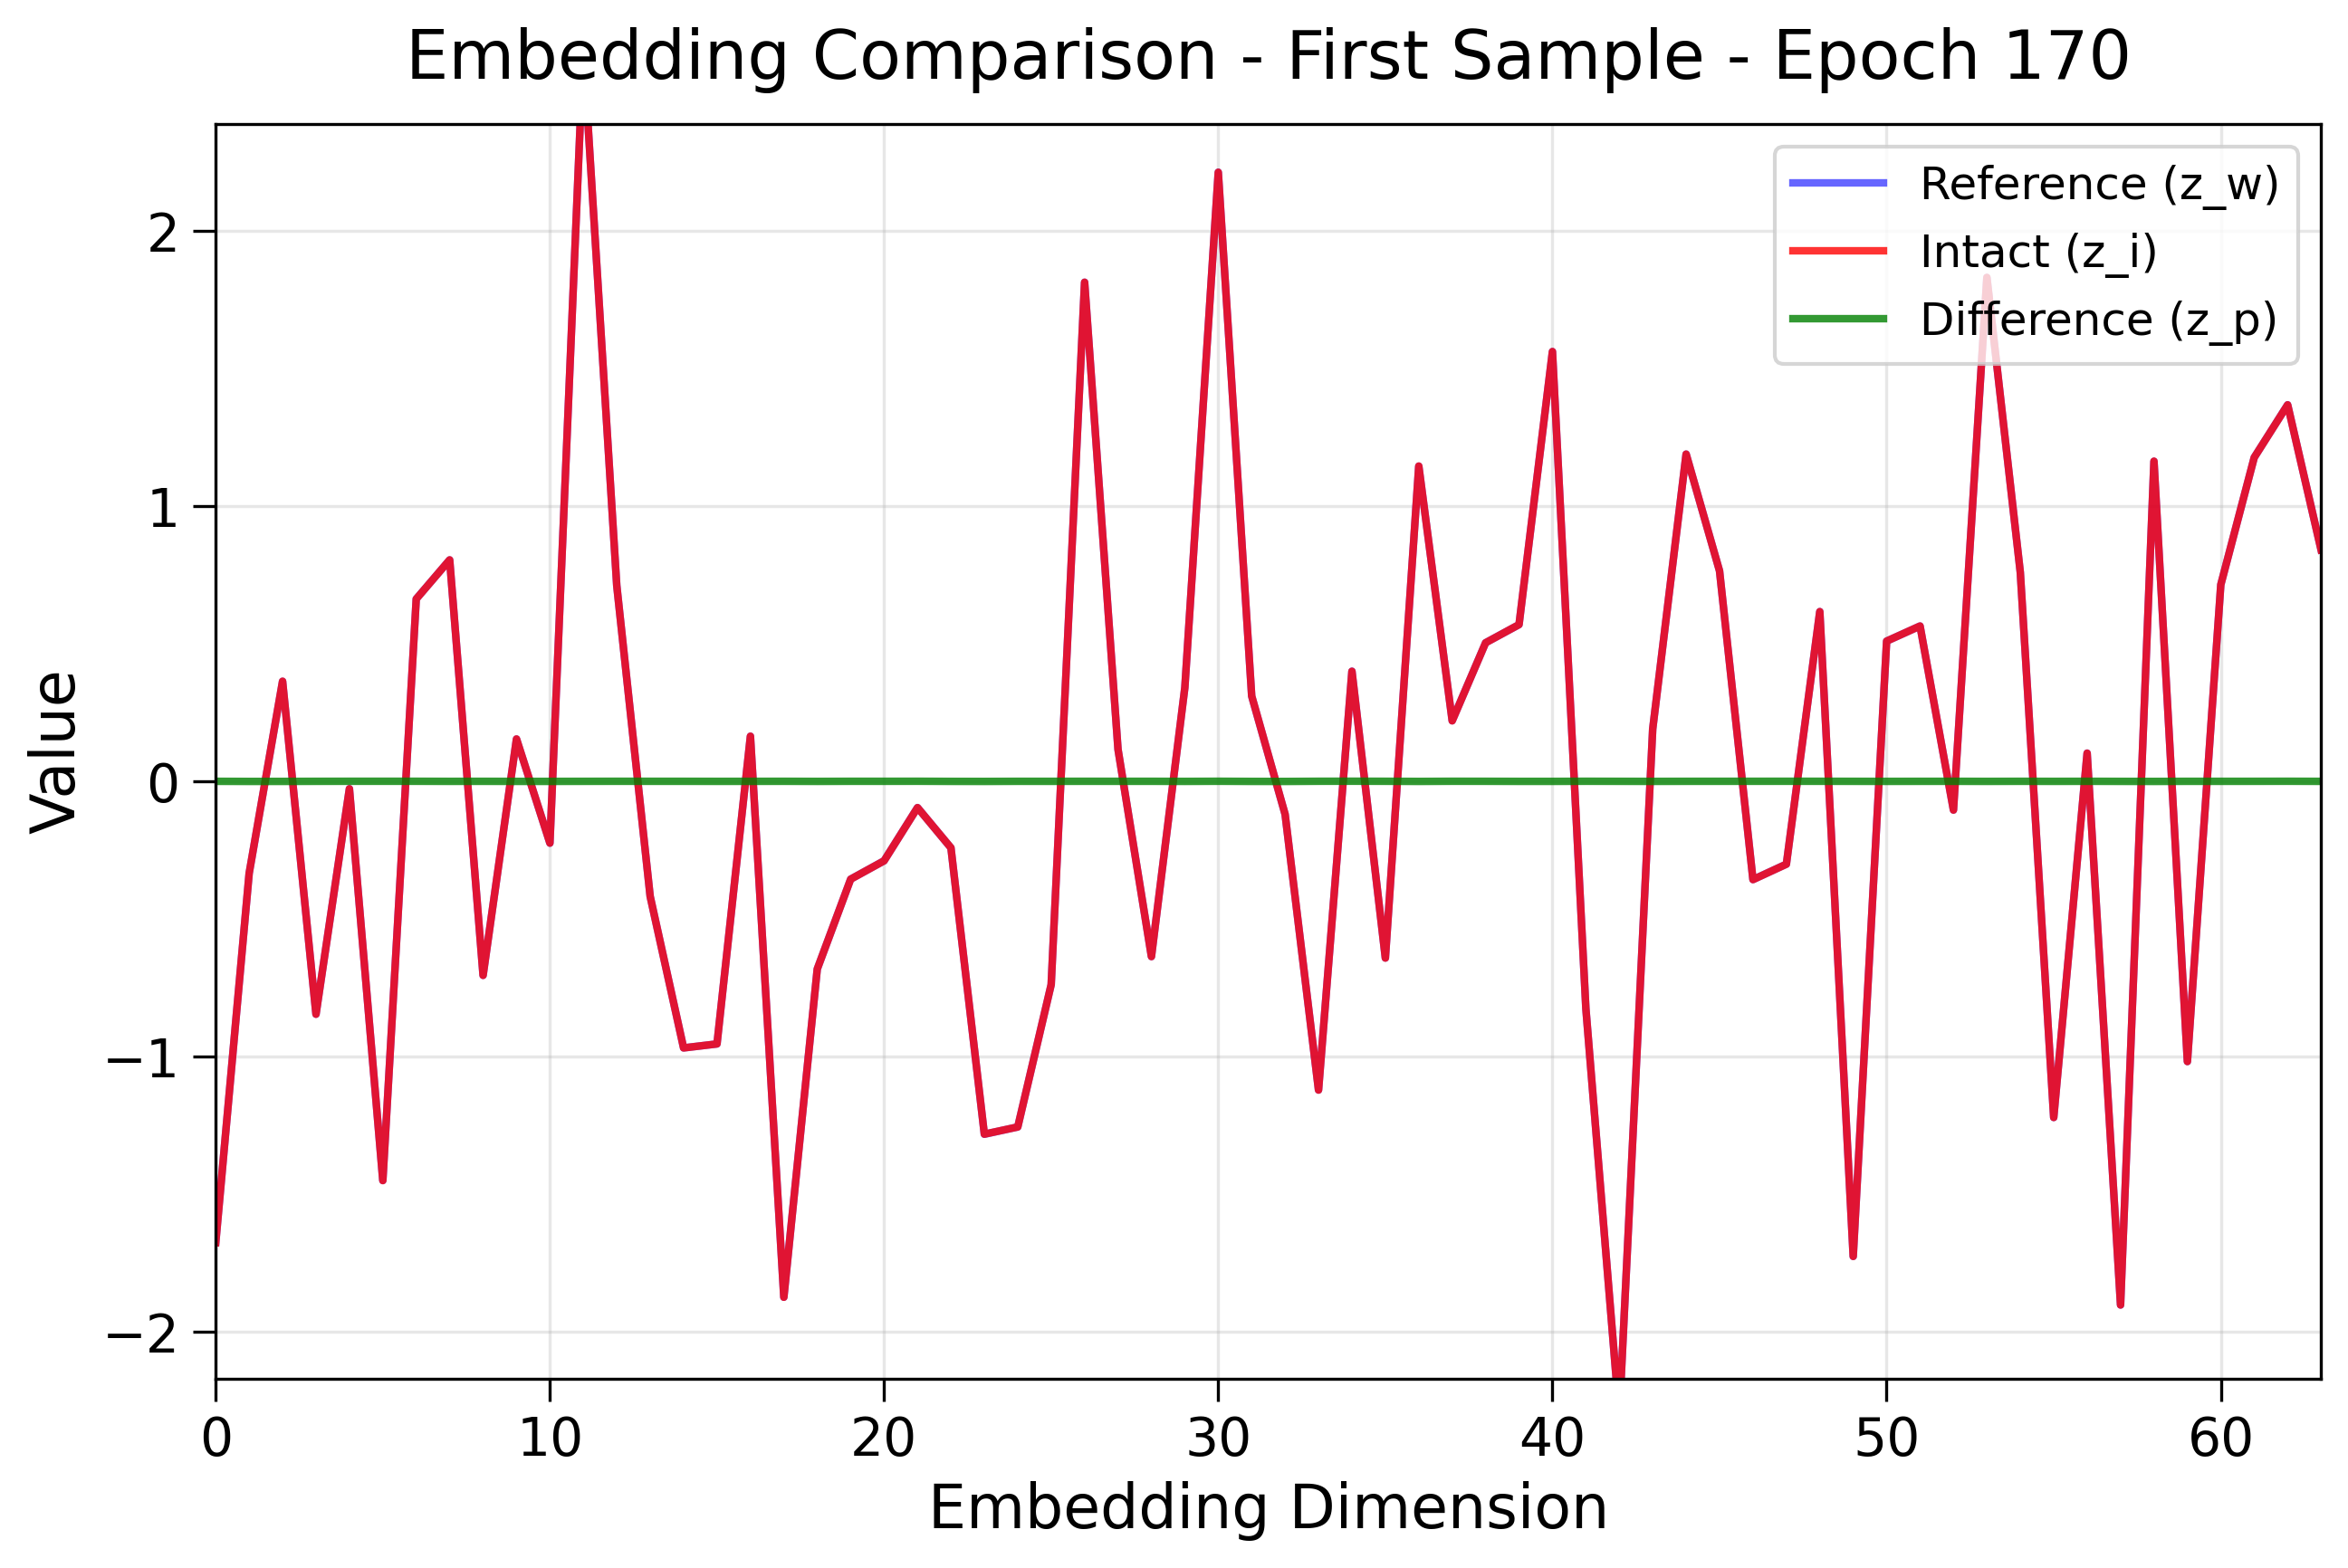 Embedding Comparison - First Sample - Epoch 170
Reference (z_w)
Intact (z_i)
Difference (z_p)
2
1
0
−1
−2
Value
0 10 20 30 40 50 60
Embedding Dimension